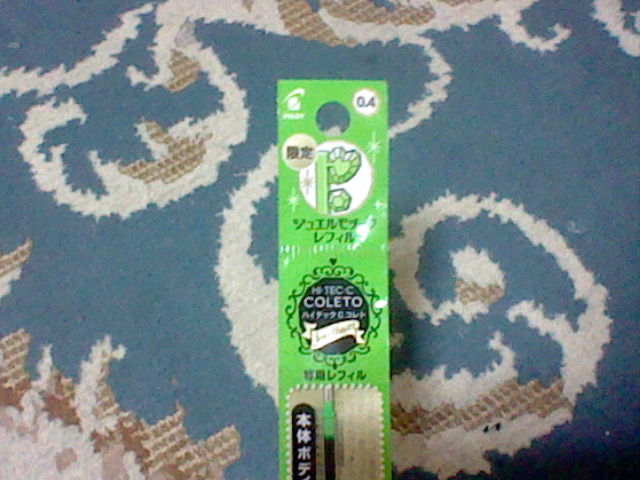 PILOT
0.4
限定
ジュエルモチーフ
レフィル
HI-TEC-C
COLETO
ハイテックCコレト
専用レフィル
本体ボディ